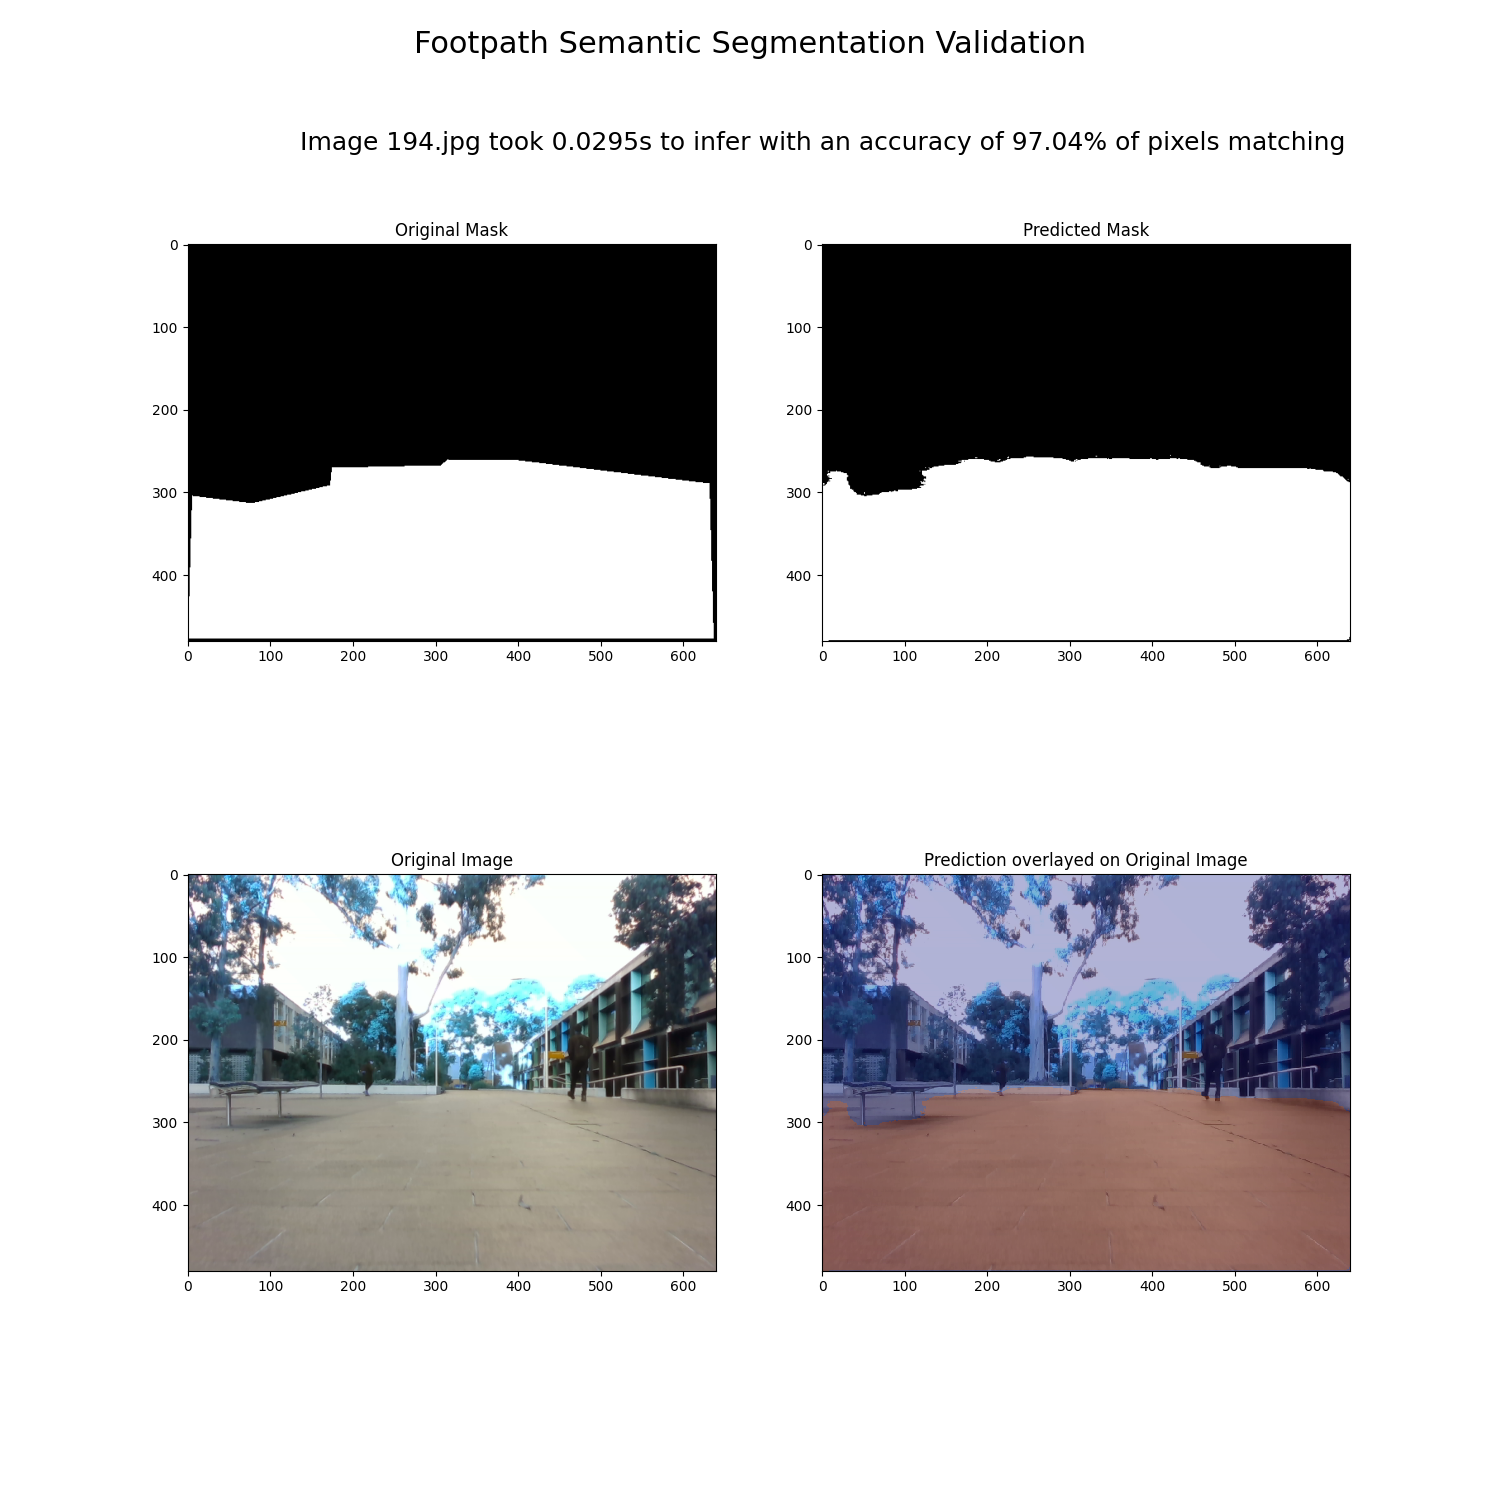 Footpath Semantic Segmentation Validation
Image 194.jpg took 0.0295s to infer with an accuracy of 97.04% of pixels matching
Original Mask
0
100
200
300
400
0 100 200 300 400 500 600
Predicted Mask
0
100
200
300
400
0 100 200 300 400 500 600
Original Image
0
100
200
300
400
0 100 200 300 400 500 600
Prediction overlayed on Original Image
0
100
200
300
400
0 100 200 300 400 500 600